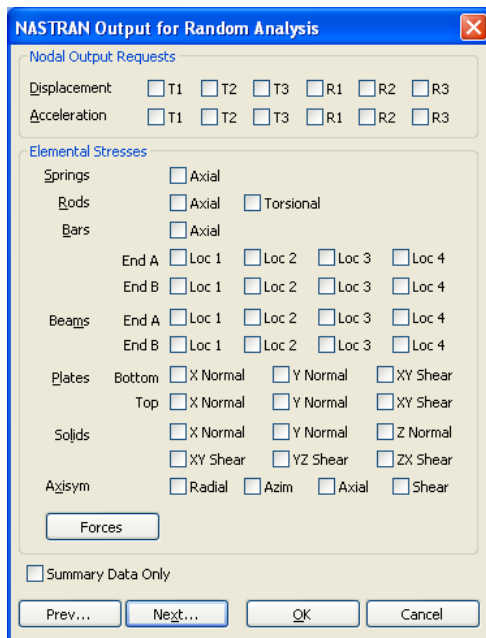 NASTRAN Output for Random Analysis
Nodal Output Requests
Displacement T1 T2 T3 R1 R2 R3
Acceleration T1 T2 T3 R1 R2 R3
Elemental Stresses
Springs Axial
Rods Axial Torsional
Bars Axial
End A Loc 1 Loc 2 Loc 3 Loc 4
End B Loc 1 Loc 2 Loc 3 Loc 4
Beams End A Loc 1 Loc 2 Loc 3 Loc 4
End B Loc 1 Loc 2 Loc 3 Loc 4
Plates Bottom X Normal Y Normal XY Shear
Top X Normal Y Normal XY Shear
Solids X Normal Y Normal Z Normal
XY Shear YZ Shear ZX Shear
Axisym Radial Azim Axial Shear
Forces
Summary Data Only
Prev... Next... OK Cancel